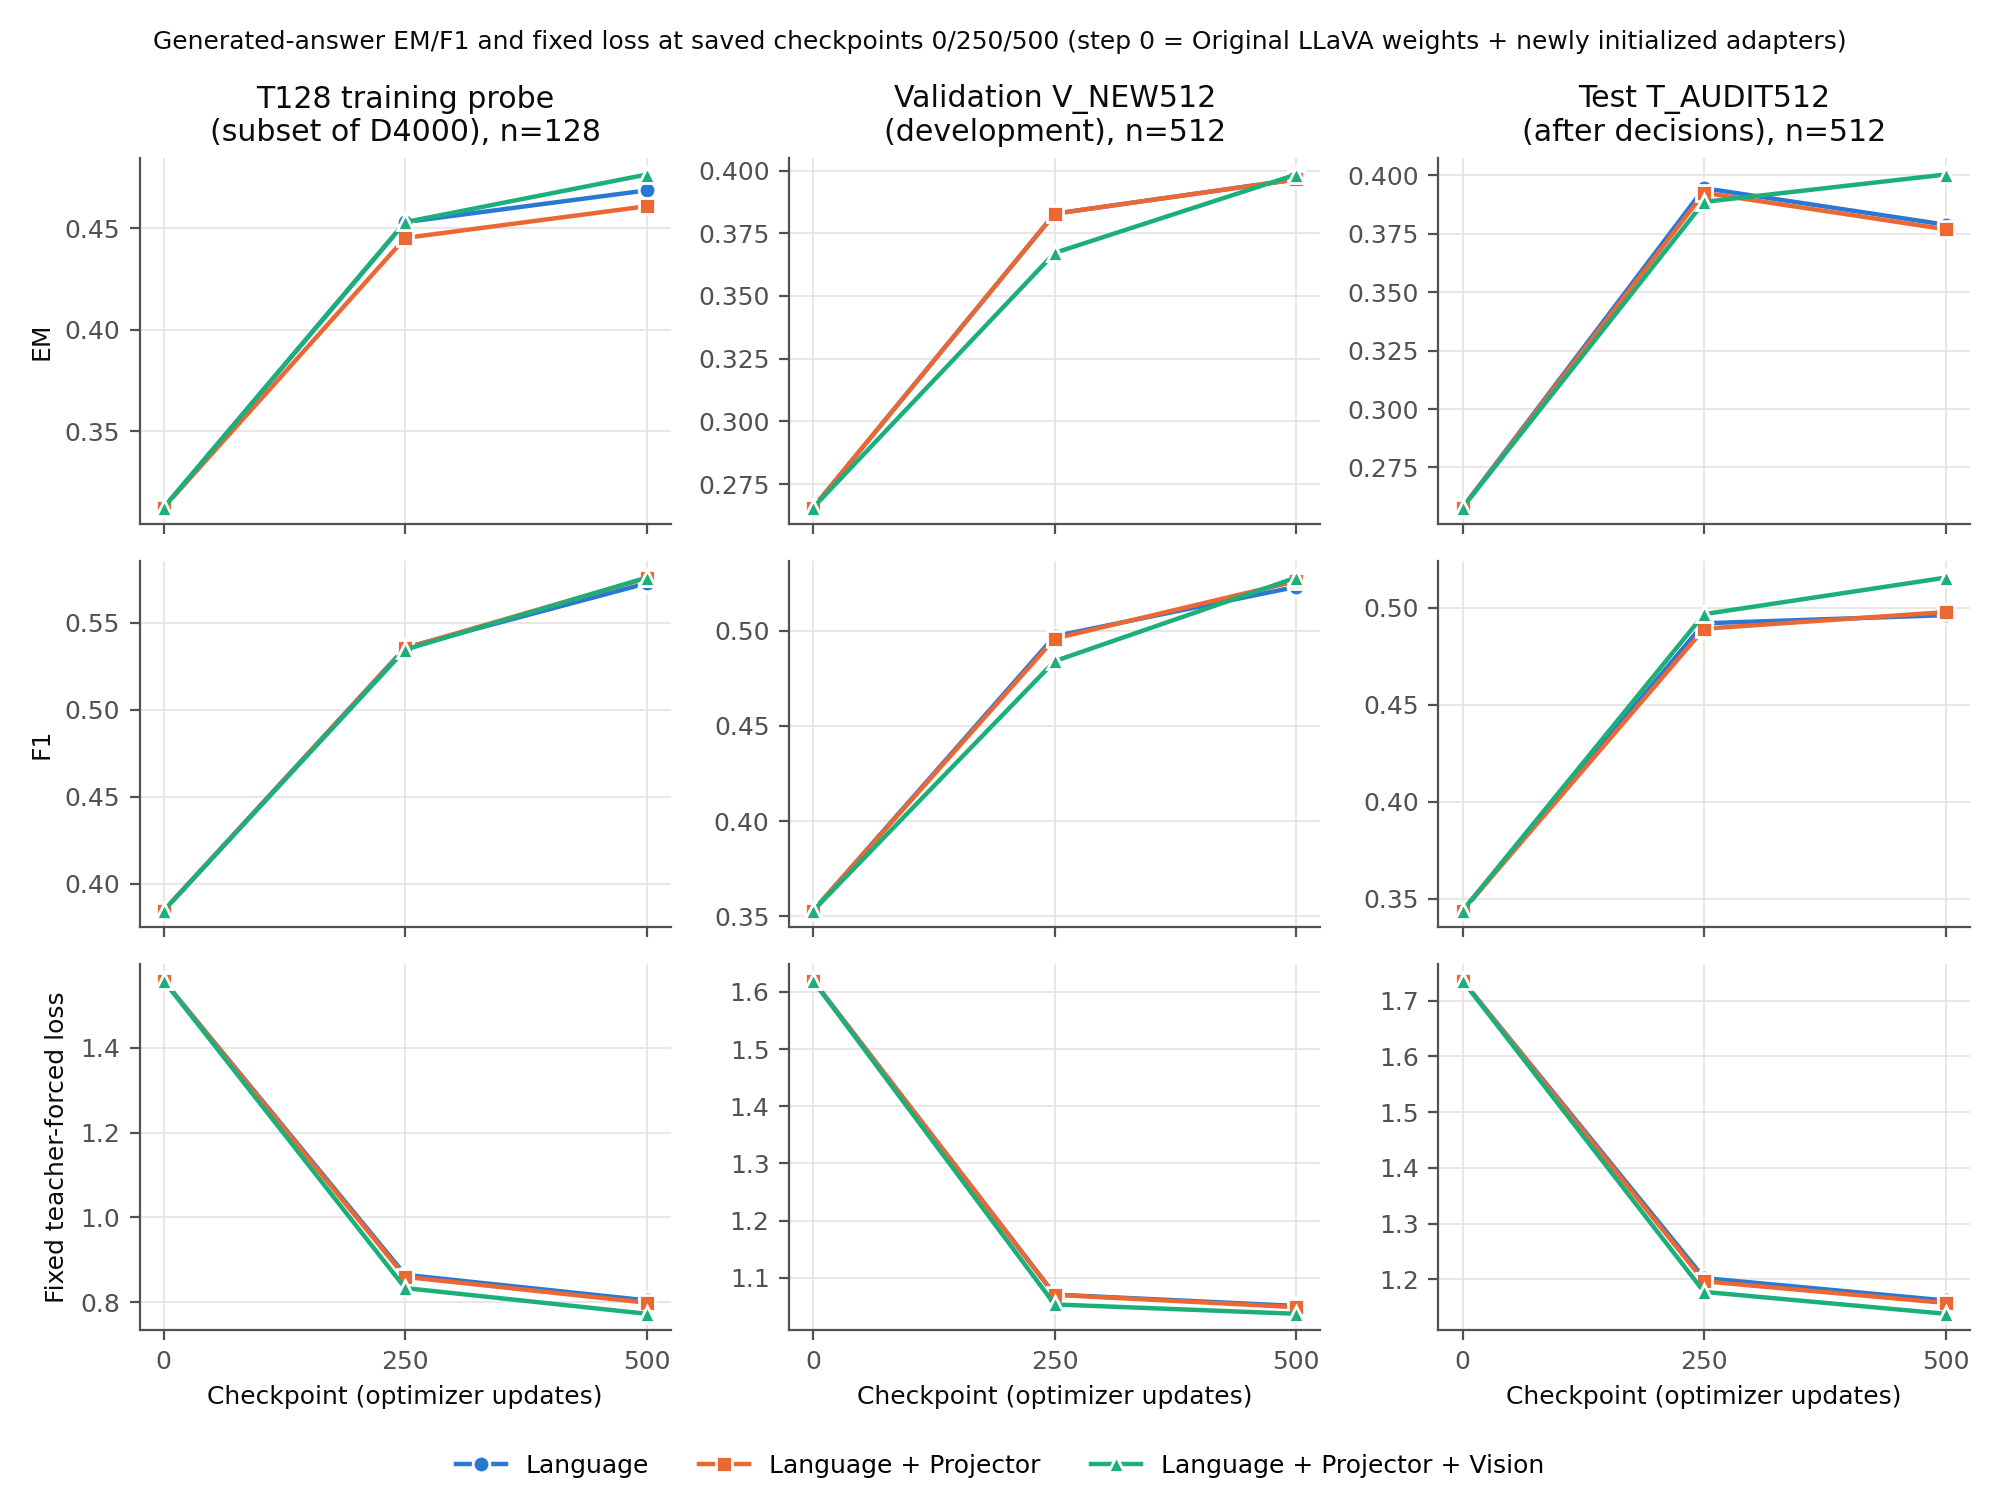 Generated-answer EM/F1 and fixed loss at saved checkpoints 0/250/500 (step 0 = Original LLaVA weights + newly initialized adapters)
T128 training probe
(subset of D4000), n=128
Validation V_NEW512
(development), n=512
Test T_AUDIT512
(after decisions), n=512
EM
0.45
0.40
0.35
0.400
0.375
0.350
0.325
0.300
0.275
0.400
0.375
0.350
0.325
0.300
0.275
F1
0.55
0.50
0.45
0.40
0.50
0.45
0.40
0.35
0.50
0.45
0.40
0.35
Fixed teacher-forced loss
1.4
1.2
1.0
0.8
1.6
1.5
1.4
1.3
1.2
1.1
1.7
1.6
1.5
1.4
1.3
1.2
0 250 500
0 250 500
0 250 500
Checkpoint (optimizer updates)
Checkpoint (optimizer updates)
Checkpoint (optimizer updates)
Language
Language + Projector
Language + Projector + Vision